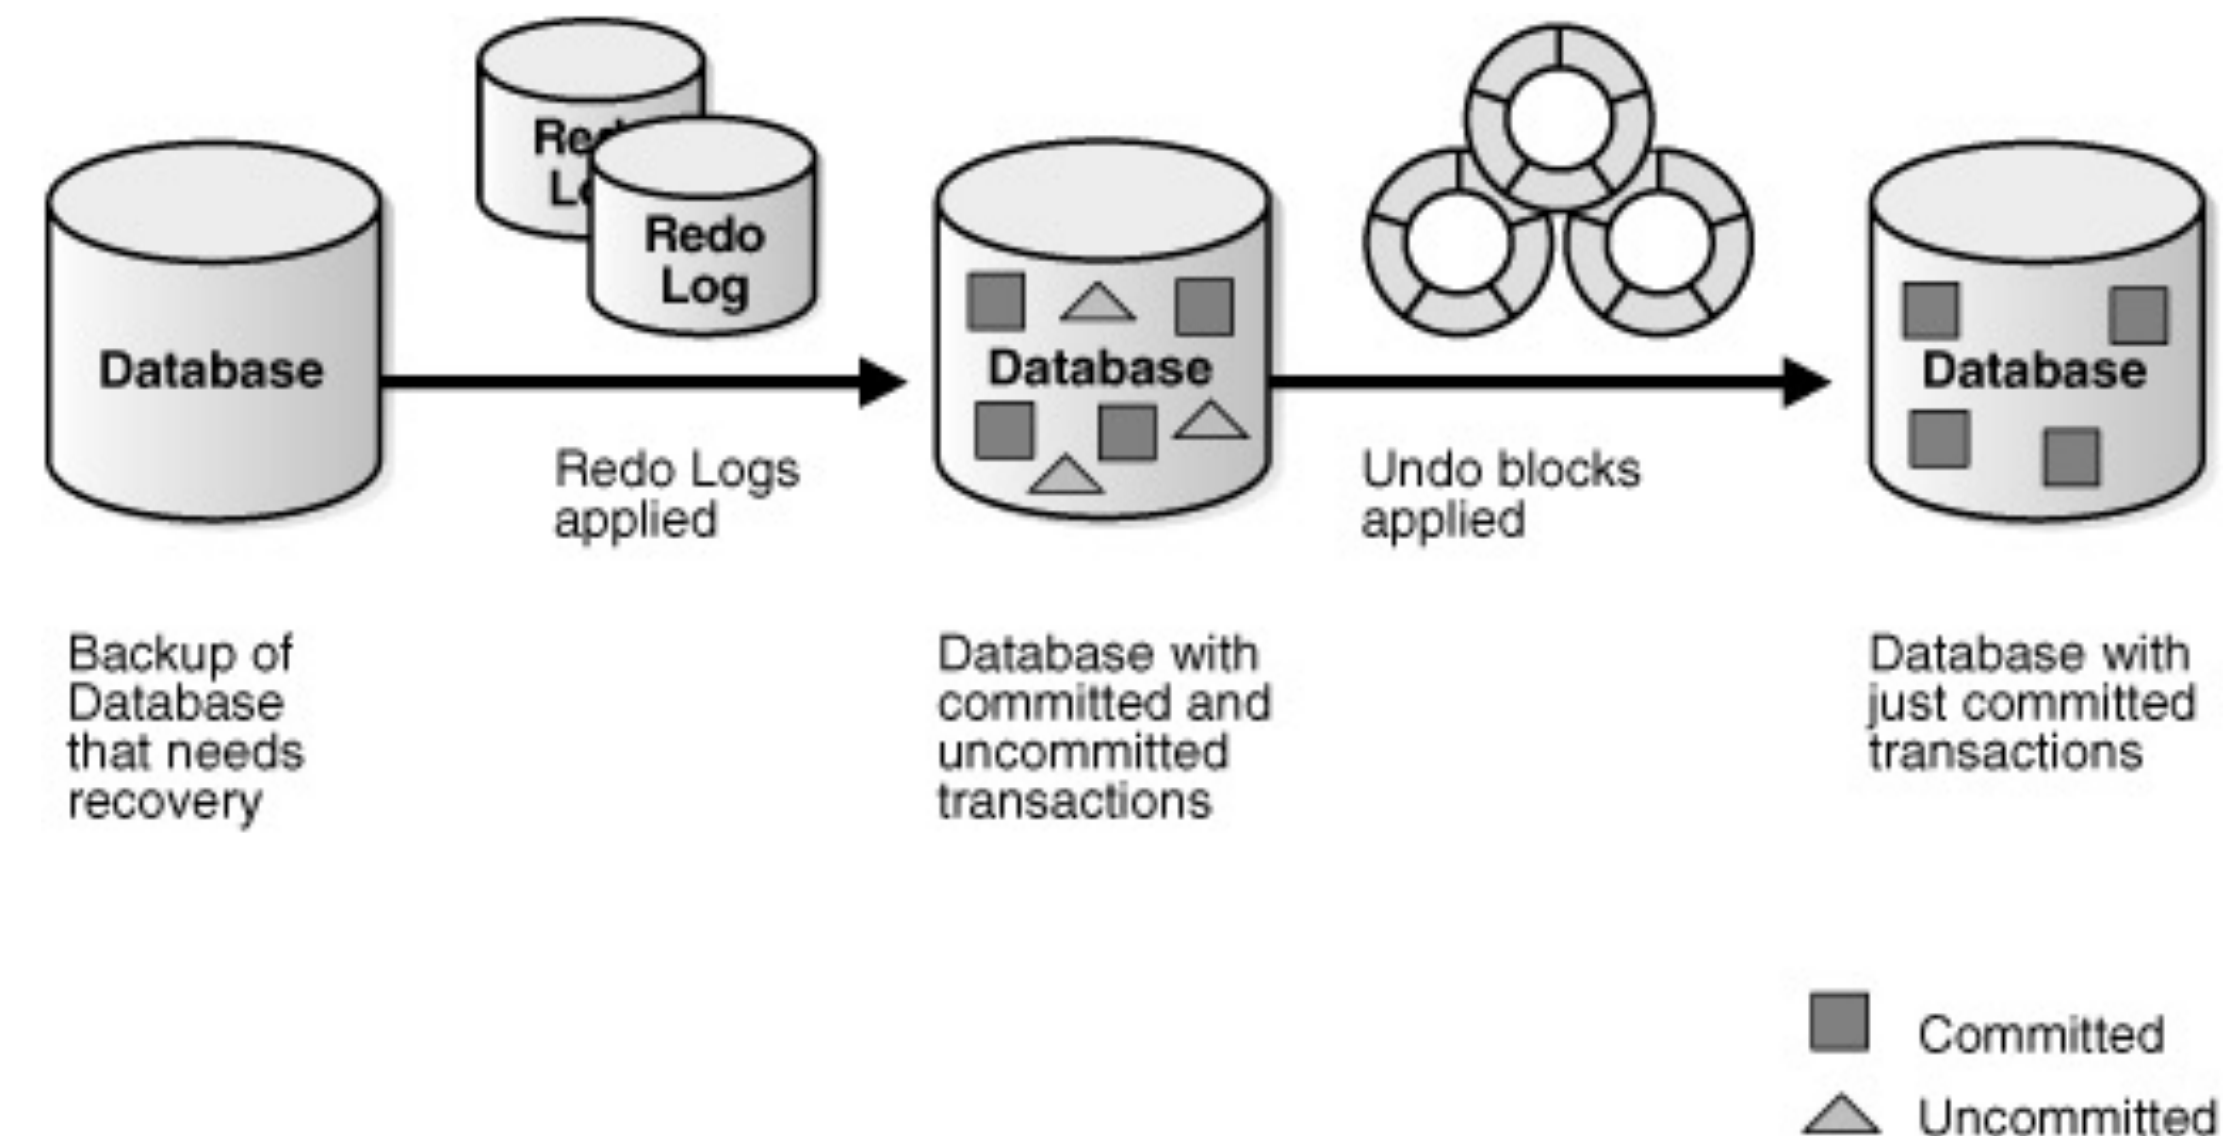 Redo
Log
Database
Database
Database
Redo Logs
applied
Undo blocks
applied
Backup of
Database
that needs
recovery
Database with
committed and
uncommitted
transactions
Database with
just committed
transactions
Committed
Uncommitted